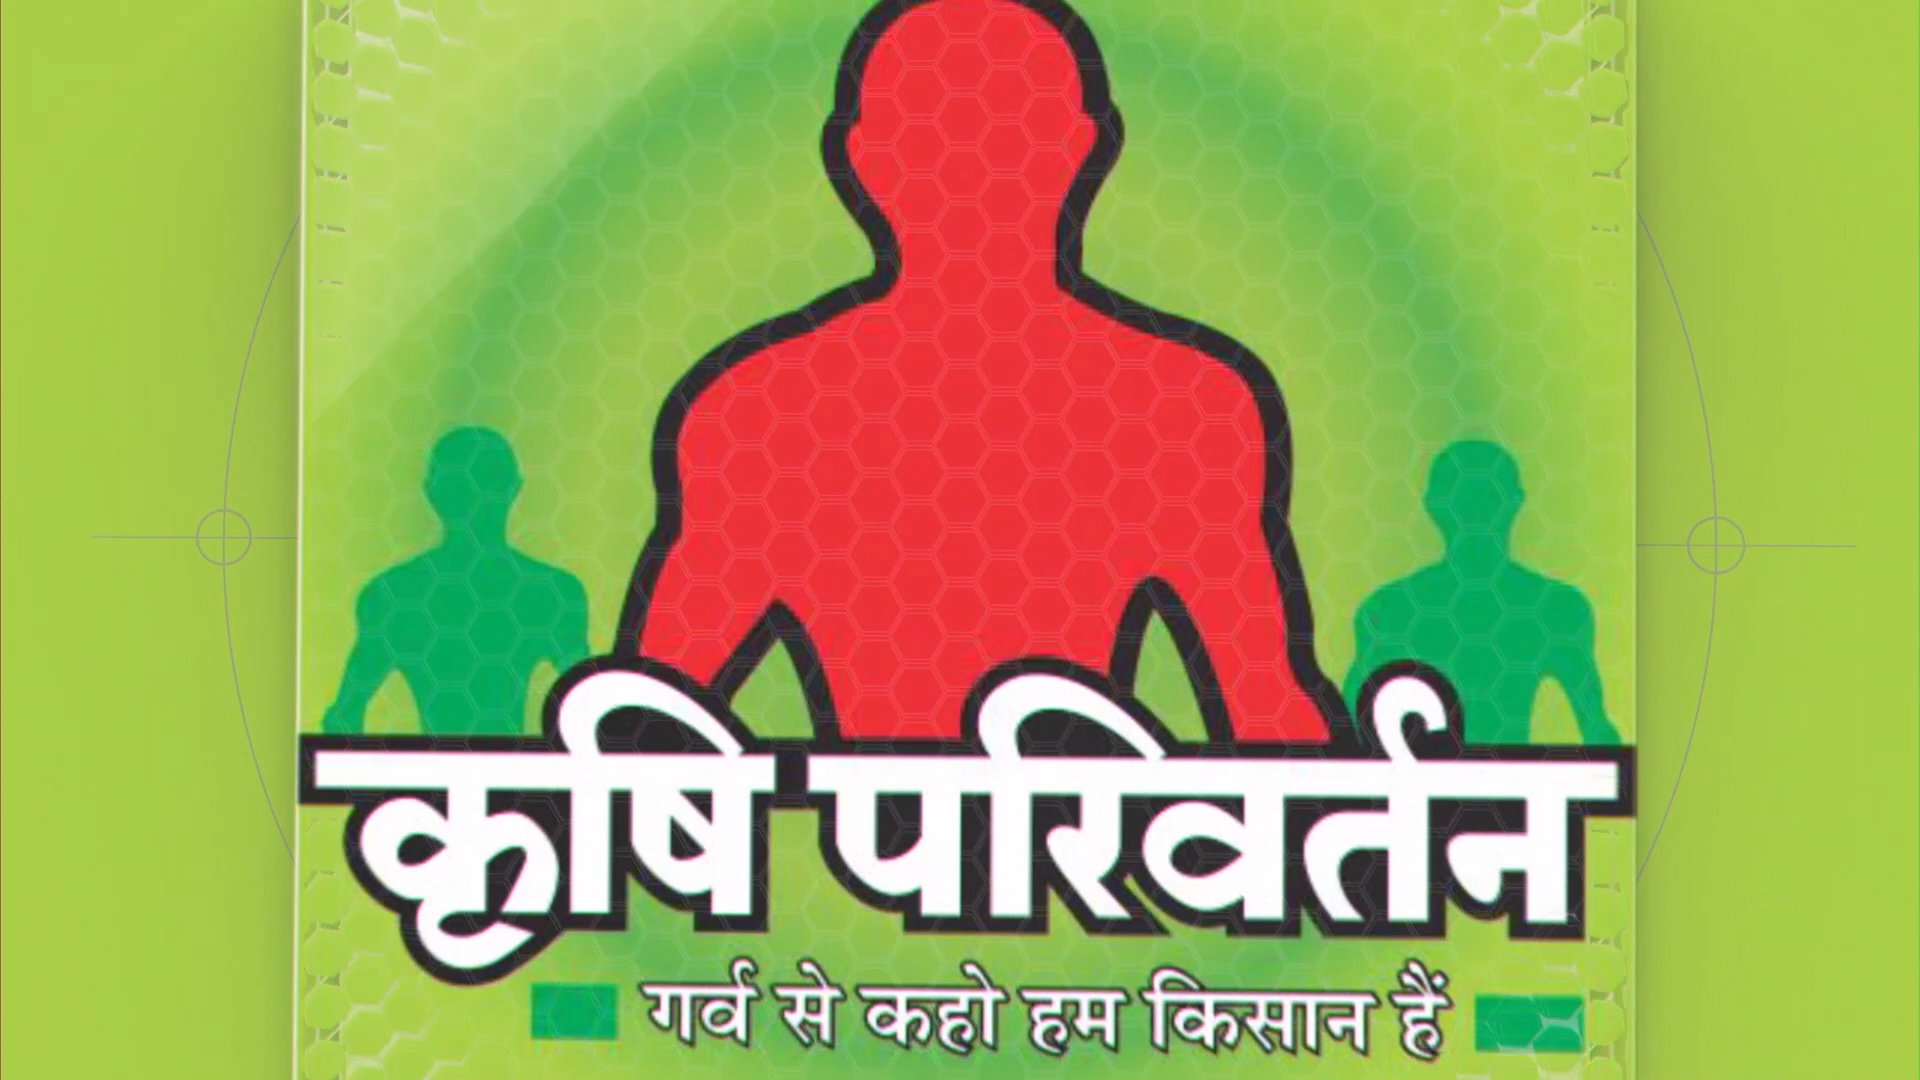 कृषि परिवर्तन
गर्व से कहो हम किसान हैं